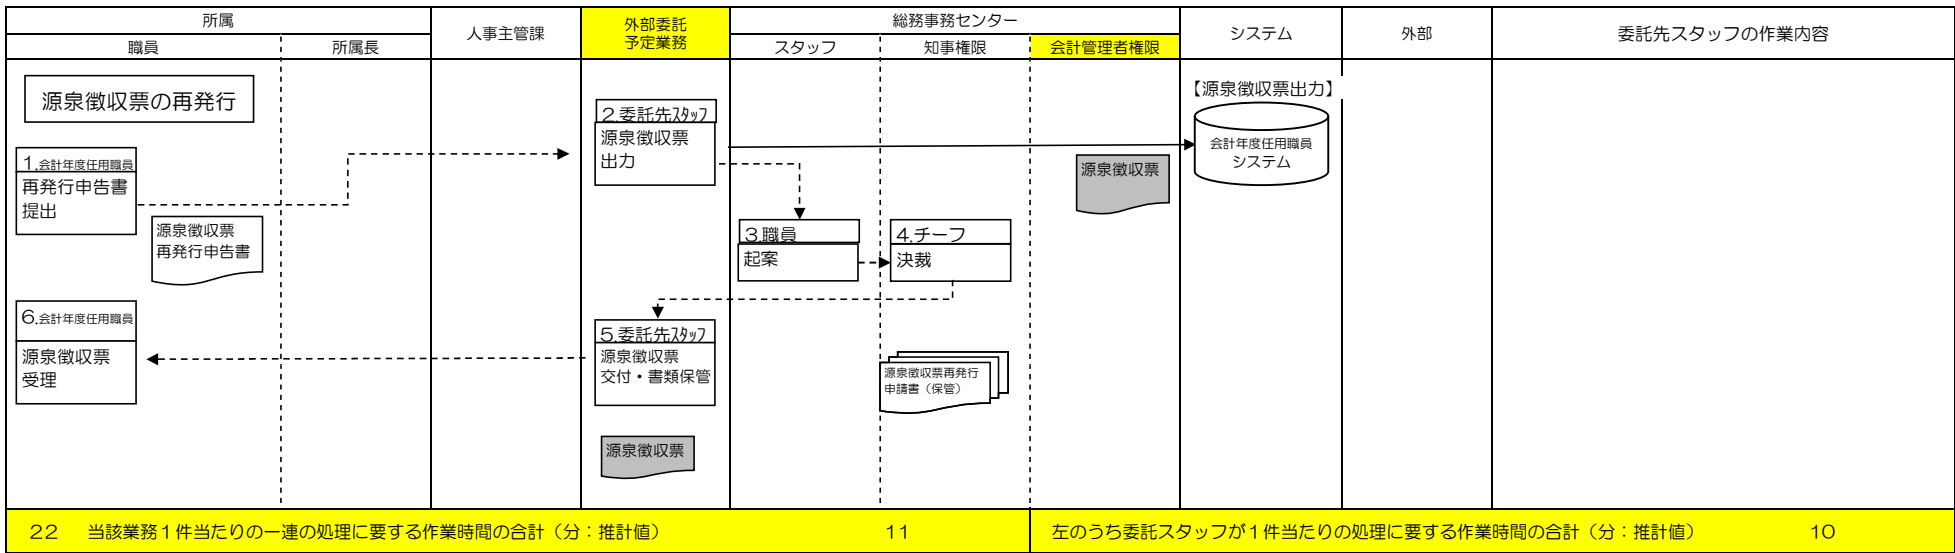 所属
人事主管課
外部委託
予定業務
総務事務センター
システム
外部
委託先スタッフの作業内容
職員
所属長
スタッフ
知事権限
会計管理者権限
源泉徴収票の再発行
1.会計年度任用職員
再発行申告書
提出
源泉徴収票
再発行申告書
2.委託先ｽﾀｯﾌ
源泉徴収票
出力
【源泉徴収票出力】
会計年度任用職員
システム
源泉徴収票
3.職員
起案
4.チーフ
決裁
5.委託先ｽﾀｯﾌ
源泉徴収票
交付・書類保管
源泉徴収票再発行
申請書（保管）
6.会計年度任用職員
源泉徴収票
受理
源泉徴収票
22　当該業務１件当たりの一連の処理に要する作業時間の合計（分：推計値）　11
左のうち委託スタッフが１件当たりの処理に要する作業時間の合計（分：推計値）　10